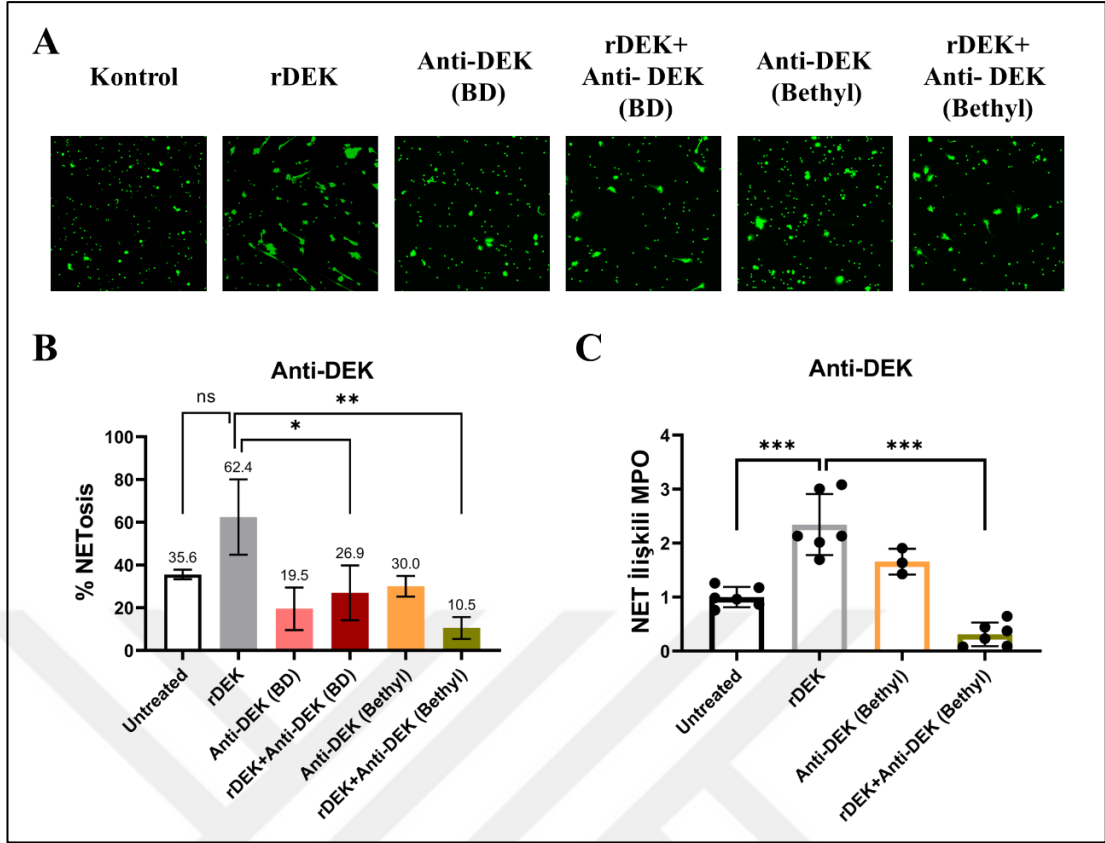 A
Kontrol
rDEK
Anti-DEK
(BD)
rDEK+
Anti- DEK
(BD)
Anti-DEK
(Bethyl)
rDEK+
Anti- DEK
(Bethyl)
B
Anti-DEK
ns
**
*
% NETosis
100
80
60
40
20
0
35.6
62.4
19.5
26.9
30.0
10.5
Untreated
rDEK
Anti-DEK (BD)
rDEK+Anti-DEK (BD)
Anti-DEK (Bethyl)
rDEK+Anti-DEK (Bethyl)
C
Anti-DEK
***
***
NET İlişkili MPO
4
3
2
1
0
Untreated
rDEK
Anti-DEK (Bethyl)
rDEK+Anti-DEK (Bethyl)